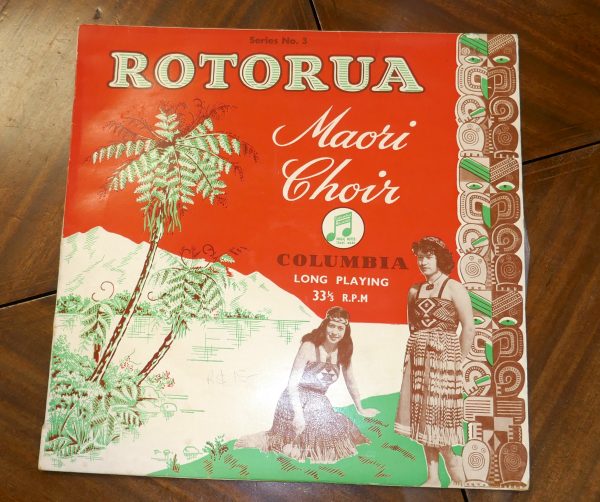 Series No. 3
ROTORUA
Maori
Choir
COLUMBIA
LONG PLAYING
33⅓ R.P.M